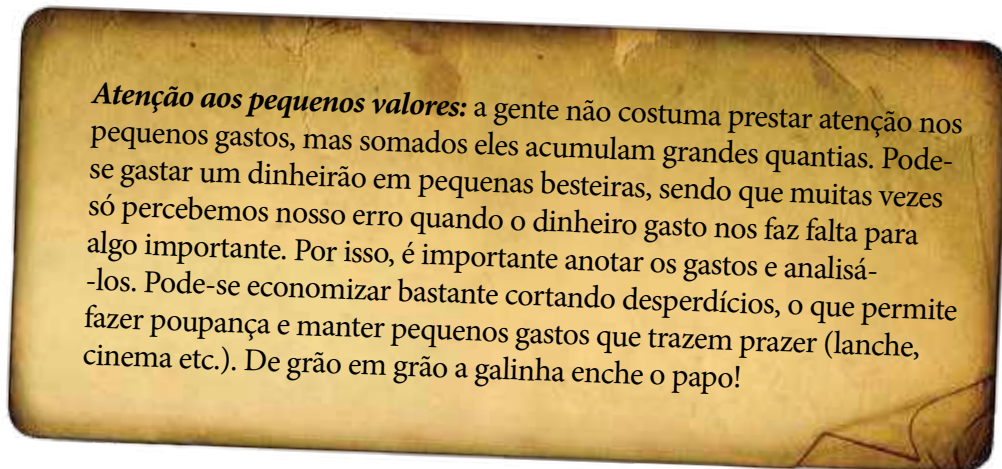 Atenção aos pequenos valores: a gente não costuma prestar atenção nos
pequenos gastos, mas somados eles acumulam grandes quantias. Pode-
se gastar um dinheirão em pequenas besteiras, sendo que muitas vezes
só percebemos nosso erro quando o dinheiro gasto nos faz falta para
algo importante. Por isso, é importante anotar os gastos e analisá-
-los. Pode-se economizar bastante cortando desperdícios, o que permite
fazer poupança e manter pequenos gastos que trazem prazer (lanche,
cinema etc.). De grão em grão a galinha enche o papo!